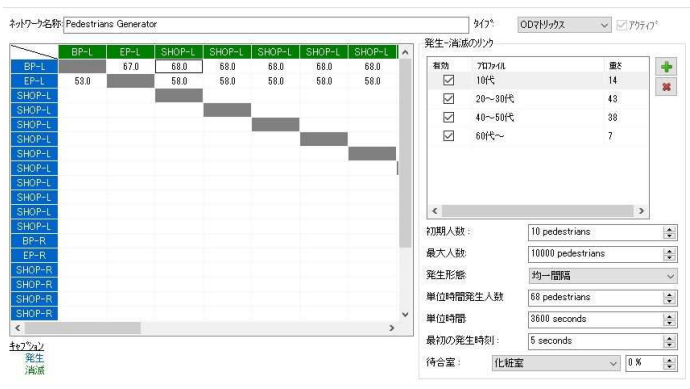 ネットワーク名称: Pedestrians Generator タイプ ODマトリックス アクティブ
BP-L EP-L SHOP-L SHOP-L SHOP-L SHOP-L SHOP-L
BP-L 67.0 68.0 68.0 68.0 68.0 68.0
EP-L 53.0 58.0 58.0 58.0 58.0 58.0
SHOP-L
SHOP-L
SHOP-L
SHOP-L
SHOP-L
SHOP-L
SHOP-L
SHOP-L
SHOP-L
SHOP-L
BP-R
EP-R
SHOP-R
SHOP-R
SHOP-R
SHOP-R
キャプション
発生
消滅
発生-消滅のリンク
有効 プロファイル 重さ
10代 14
20～30代 43
40～50代 38
60代～ 7
初期人数: 10 pedestrians
最大人数: 10000 pedestrians
発生形態 均一間隔
単位時間発生人数 68 pedestrians
単位時間: 3600 seconds
最初の発生時刻: 5 seconds
待合室: 化粧室 0 %